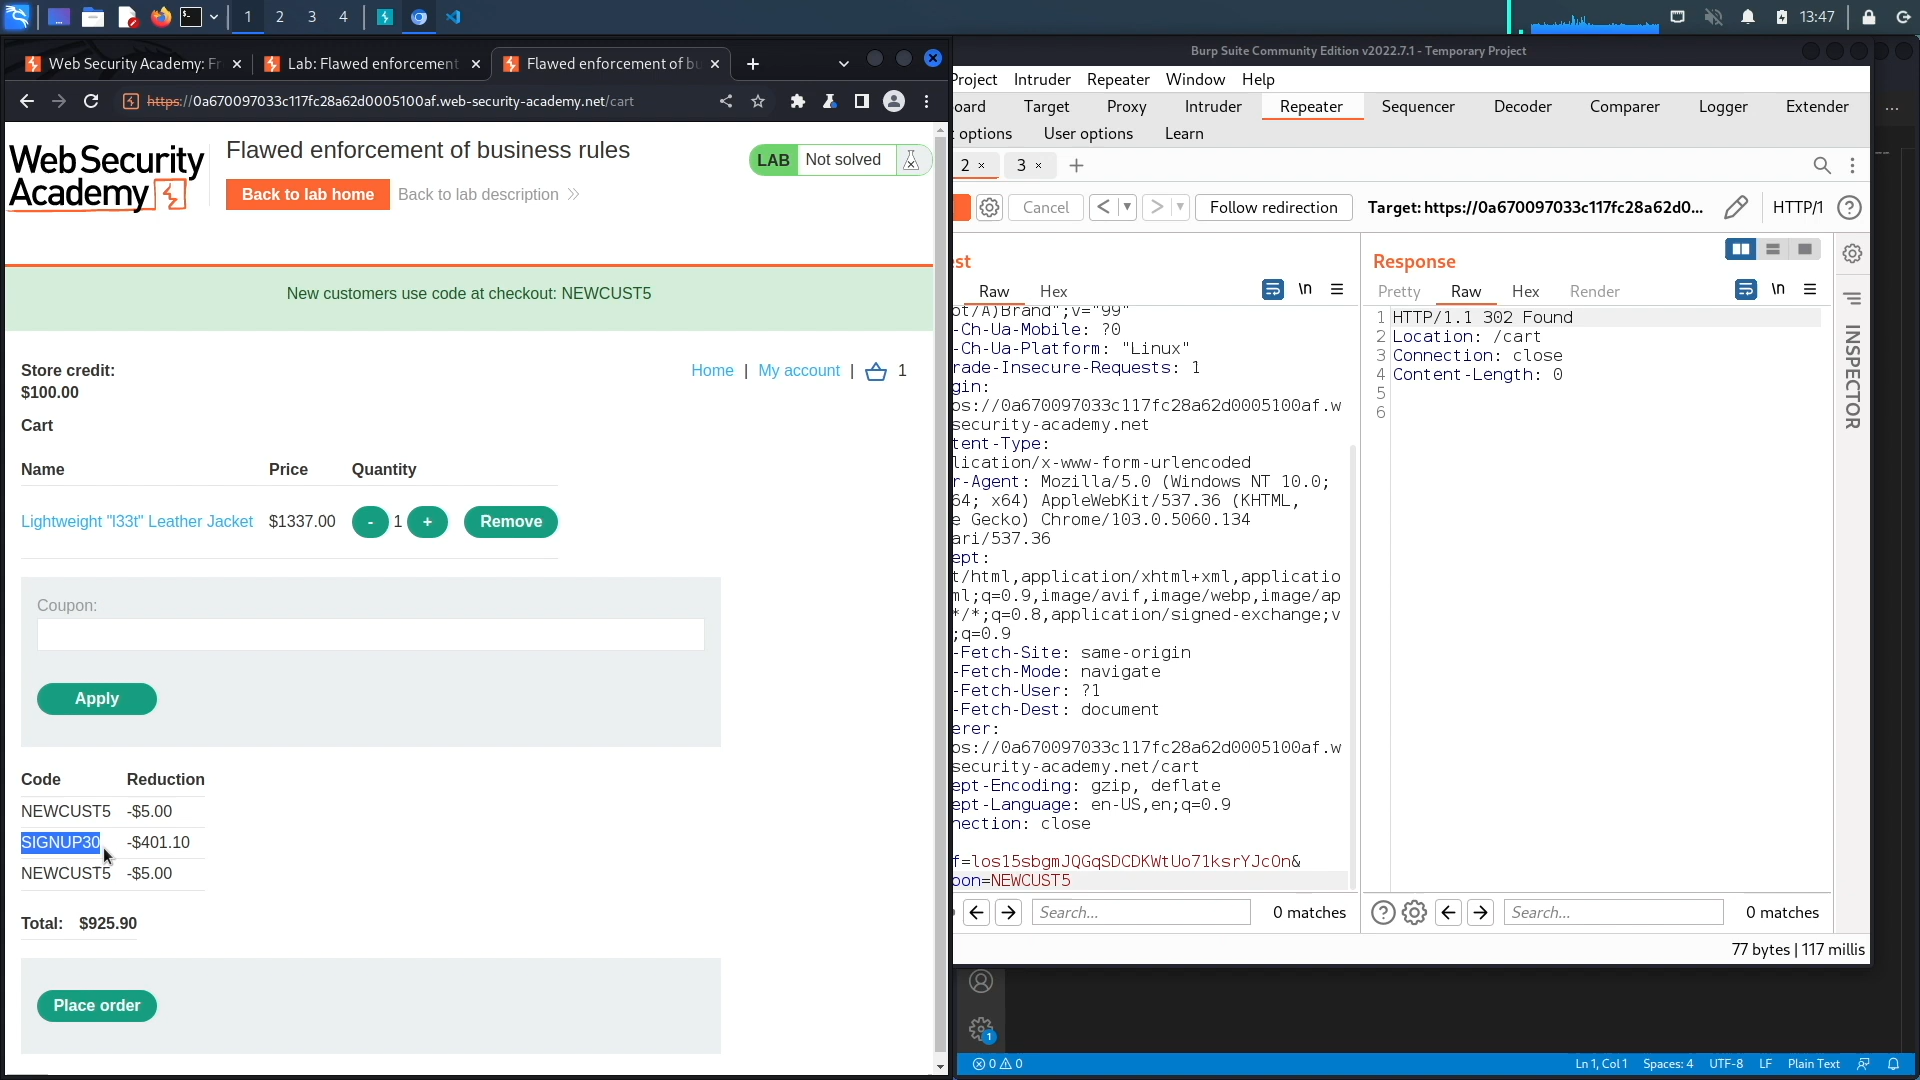 1 2 3 4
13:47
Web Security Academy: Fr
Lab: Flawed enforcement
Flawed enforcement of bu
https://0a670097033c117fc28a62d0005100af.web-security-academy.net/cart
Web Security
Academy
Flawed enforcement of business rules
Back to lab home
Back to lab description
LAB Not solved
New customers use code at checkout: NEWCUST5
Store credit:
$100.00
Home | My account | 1
Cart
Name Price Quantity
Lightweight "l33t" Leather Jacket $1337.00 - 1 + Remove
Coupon:
Apply
Code Reduction
NEWCUST5 -$5.00
SIGNUP30 -$401.10
NEWCUST5 -$5.00
Total: $925.90
Place order
Burp Suite Community Edition v2022.7.1 - Temporary Project
Project Intruder Repeater Window Help
oard Target Proxy Intruder Repeater Sequencer Decoder Comparer Logger Extender
options User options Learn
2 × 3 × +
Cancel < > Follow redirection Target: https://0a670097033c117fc28a62d0... HTTP/1
est
Raw Hex \n
ot/A)Brand";v="99"
-Ch-Ua-Mobile: ?0
-Ch-Ua-Platform: "Linux"
rade-Insecure-Requests: 1
gin:
ps://0a670097033c117fc28a62d0005100af.w
security-academy.net
tent-Type:
lication/x-www-form-urlencoded
r-Agent: Mozilla/5.0 (Windows NT 10.0;
64; x64) AppleWebKit/537.36 (KHTML,
e Gecko) Chrome/103.0.5060.134
ari/537.36
ept:
t/html,application/xhtml+xml,applicatio
ml;q=0.9,image/avif,image/webp,image/ap
*/*;q=0.8,application/signed-exchange;v
;q=0.9
-Fetch-Site: same-origin
-Fetch-Mode: navigate
-Fetch-User: ?1
-Fetch-Dest: document
erer:
ps://0a670097033c117fc28a62d0005100af.w
security-academy.net/cart
ept-Encoding: gzip, deflate
ept-Language: en-US,en;q=0.9
nection: close
f=los15sbgmJQGqSDCDKWtUo71ksrYJcOn&
pon=NEWCUST5
Search... 0 matches
Response
Pretty Raw Hex Render \n
1 HTTP/1.1 302 Found
2 Location: /cart
3 Connection: close
4 Content-Length: 0
5
6
INSPECTOR
Search... 0 matches
77 bytes | 117 millis
1
0 0
Ln 1, Col 1 Spaces: 4 UTF-8 LF Plain Text